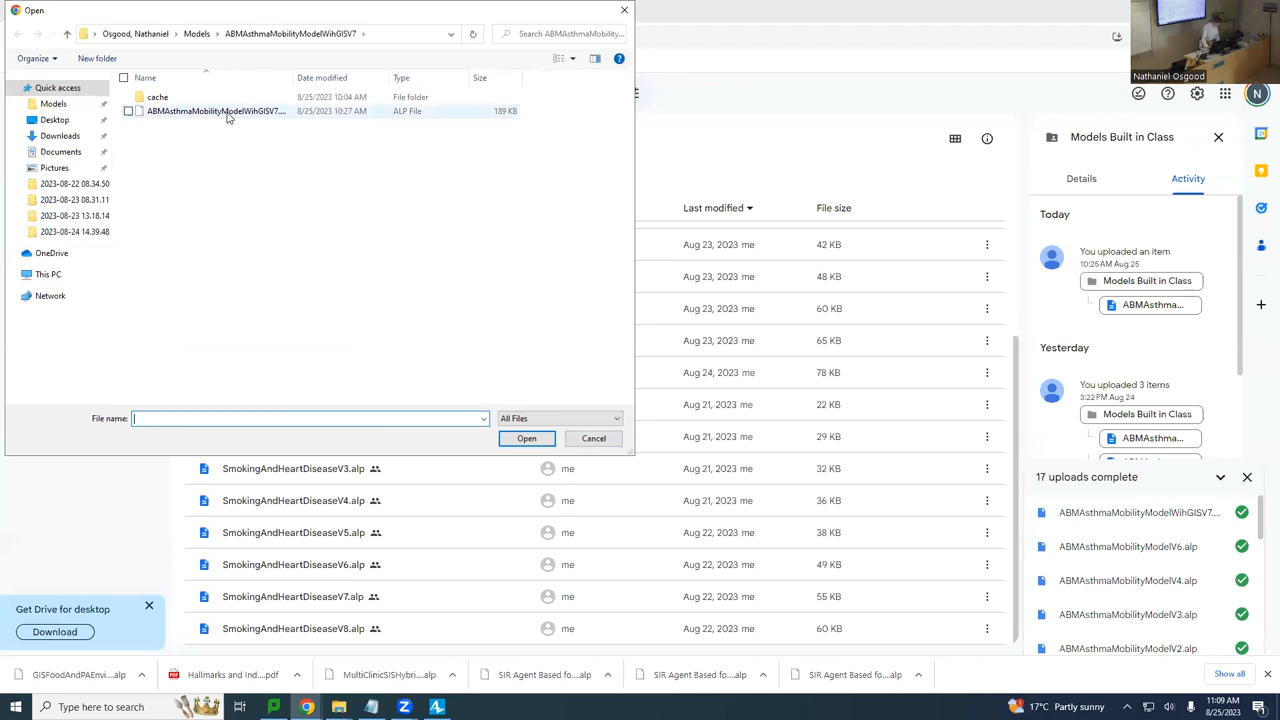 Open
Osgood, Nathaniel > Models > ABMAsthmaMobilityModelWihGISV7 >
Search ABMAsthmaMobility...
Organize
New folder
Name
Date modified
Type
Size
Quick access
Models
Desktop
Downloads
Documents
Pictures
2023-08-22 08.34.50
2023-08-23 08.31.11
2023-08-23 13.18.14
2023-08-24 14.39.48
OneDrive
This PC
Network
cache
8/25/2023 10:04 AM
File folder
ABMAsthmaMobilityModelWihGISV7....
8/25/2023 10:27 AM
ALP File
189 KB
File name:
All Files
Open
Cancel
Nathaniel Osgood
N
Last modified
File size
Aug 23, 2023 me
42 KB
Aug 23, 2023 me
48 KB
Aug 23, 2023 me
60 KB
Aug 23, 2023 me
65 KB
Aug 24, 2023 me
78 KB
Aug 21, 2023 me
22 KB
Aug 21, 2023 me
29 KB
SmokingAndHeartDiseaseV3.alp
me
Aug 21, 2023 me
32 KB
SmokingAndHeartDiseaseV4.alp
me
Aug 21, 2023 me
36 KB
SmokingAndHeartDiseaseV5.alp
me
Aug 22, 2023 me
38 KB
SmokingAndHeartDiseaseV6.alp
me
Aug 22, 2023 me
49 KB
SmokingAndHeartDiseaseV7.alp
me
Aug 22, 2023 me
55 KB
SmokingAndHeartDiseaseV8.alp
me
Aug 22, 2023 me
60 KB
Models Built in Class
Details
Activity
Today
You uploaded an item
10:25 AM Aug 25
Models Built in Class
ABMAsthma...
Yesterday
You uploaded 3 items
3:22 PM Aug 24
Models Built in Class
ABMAsthma...
17 uploads complete
ABMAsthmaMobilityModelWihGISV7....
ABMAsthmaMobilityModelV6.alp
ABMAsthmaMobilityModelV4.alp
ABMAsthmaMobilityModelV3.alp
ABMAsthmaMobilityModelV2.alp
Get Drive for desktop
Download
GISFoodAndPAEnvi....alp
Hallmarks and Ind....pdf
MultiClinicSISHybri....alp
SIR Agent Based fo....alp
SIR Agent Based fo....alp
SIR Agent Based fo....alp
Show all
Type here to search
17°C Partly sunny
11:09 AM
8/25/2023